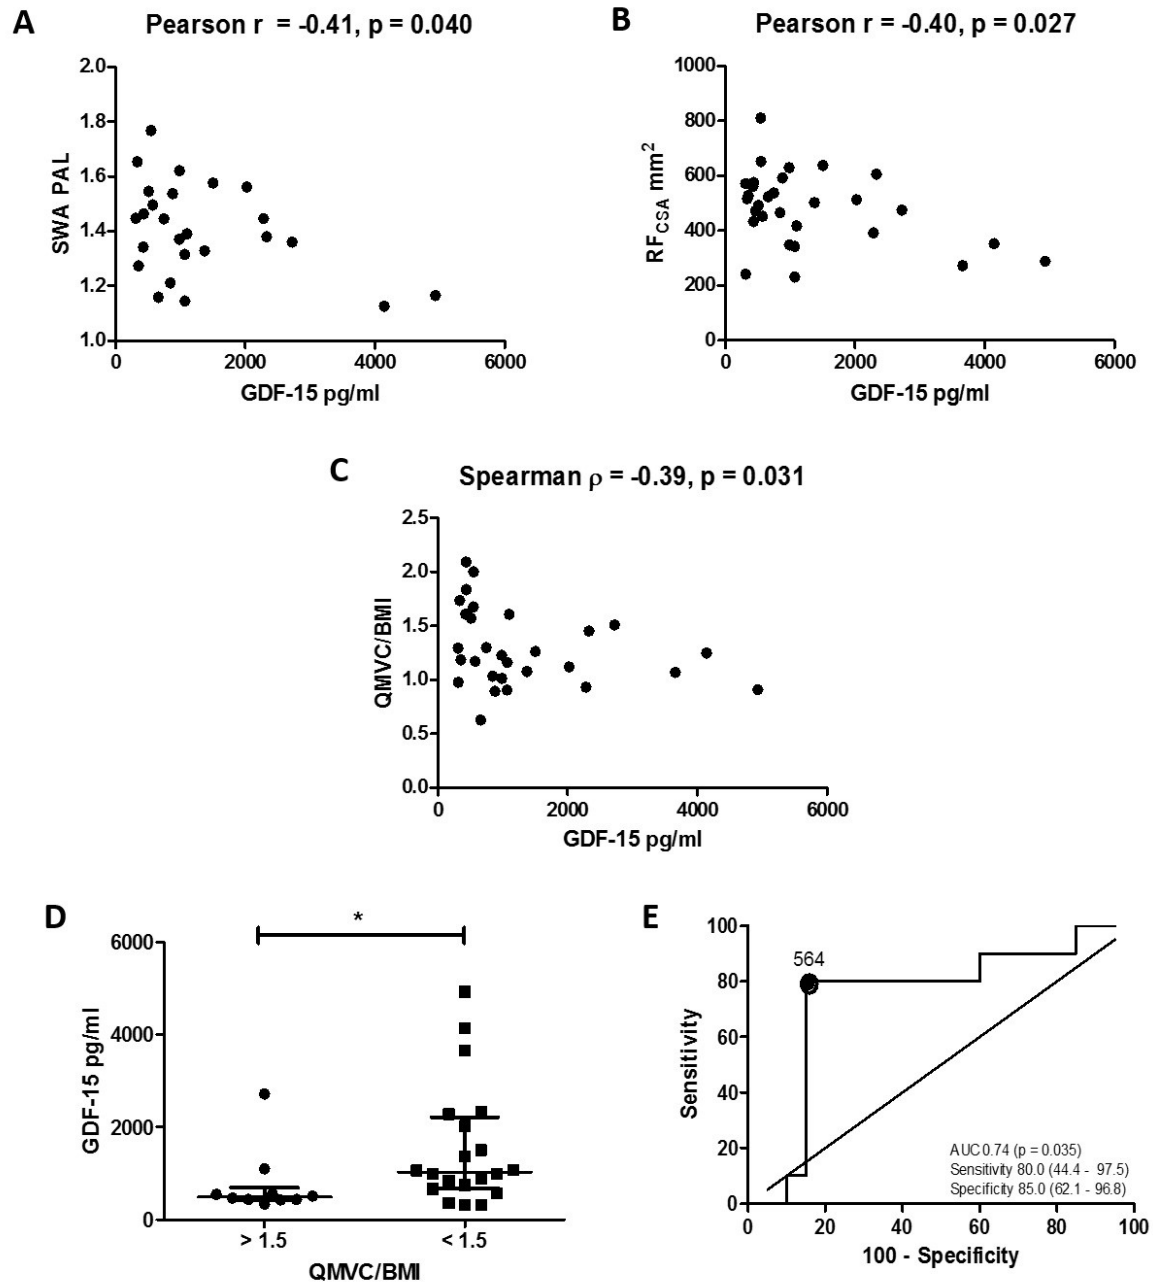 A
Pearson r = -0.41, p = 0.040
2.0
1.8
1.6
1.4
1.2
1.0
SWA PAL
0
2000
4000
6000
GDF-15 pg/ml
B
Pearson r = -0.40, p = 0.027
1000
800
600
400
200
0
RFCSA mm2
0
2000
4000
6000
GDF-15 pg/ml
C
Spearman ρ = -0.39, p = 0.031
2.5
2.0
1.5
1.0
0.5
0.0
QMVC/BMI
0
2000
4000
6000
GDF-15 pg/ml
D
*
6000
4000
2000
0
GDF-15 pg/ml
> 1.5
< 1.5
QMVC/BMI
E
100
80
60
40
20
0
Sensitivity
564
AUC 0.74 (p = 0.035)
Sensitivity 80.0 (44.4 - 97.5)
Specificity 85.0 (62.1 - 96.8)
0
20
40
60
80
100
100 - Specificity